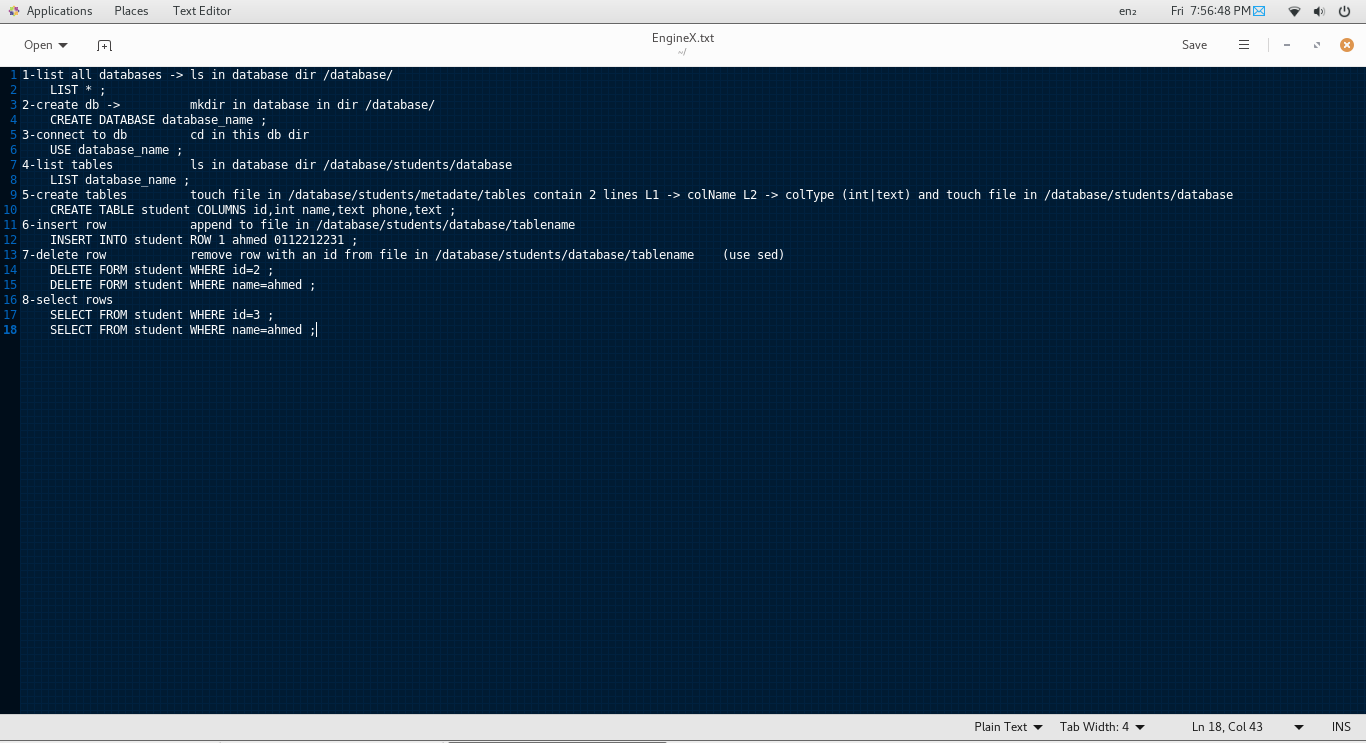 Applications Places Text Editor en₂ Fri 7:56:48 PM
Open EngineX.txt Save
~/
1 1-list all databases -> ls in database dir /database/
2 LIST * ;
3 2-create db -> mkdir in database in dir /database/
4 CREATE DATABASE database_name ;
5 3-connect to db cd in this db dir
6 USE database_name ;
7 4-list tables ls in database dir /database/students/database
8 LIST database_name ;
9 5-create tables touch file in /database/students/metadate/tables contain 2 lines L1 -> colName L2 -> colType (int|text) and touch file in /database/students/database
10 CREATE TABLE student COLUMNS id,int name,text phone,text ;
11 6-insert row append to file in /database/students/database/tablename
12 INSERT INTO student ROW 1 ahmed 0112212231 ;
13 7-delete row remove row with an id from file in /database/students/database/tablename (use sed)
14 DELETE FORM student WHERE id=2 ;
15 DELETE FORM student WHERE name=ahmed ;
16 8-select rows
17 SELECT FROM student WHERE id=3 ;
18 SELECT FROM student WHERE name=ahmed ;
Plain Text Tab Width: 4 Ln 18, Col 43 INS